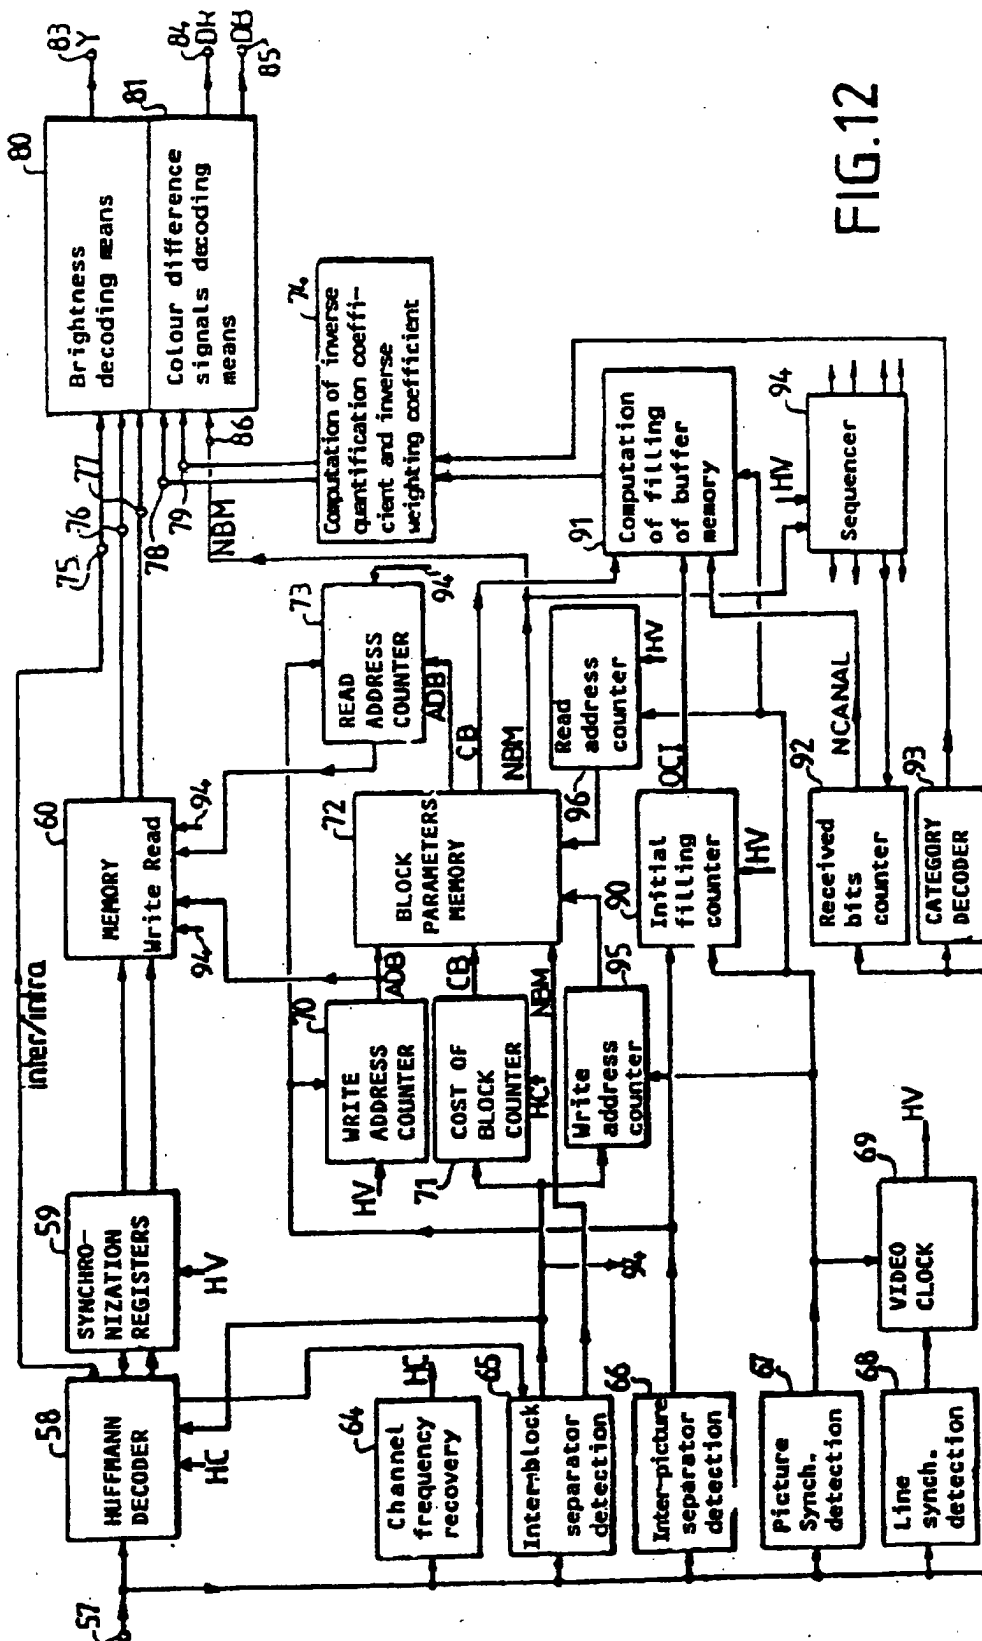 57
58
HUFFMANN
DECODER
HC
inter/intra
59
SYNCHRO-
NIZATION
REGISTERS
HV
60
MEMORY
Write Read
94
94
75
76
77
78
79
NBM
86
80
Brightness
decoding means
81
Colour difference
signals decoding
means
83
Y
84
DR
DB
85
64
Channel
frequency
recovery
HC
65
Inter-block
separator
detection
94
66
Inter-picture
separator
detection
67
Picture
Synch.
detection
68
Line
synch.
detection
69
VIDEO
CLOCK
HV
70
WRITE
ADDRESS
COUNTER
HV
ADB
71
COST OF
BLOCK
COUNTER
HC
CB
NBM
95
Write
address
counter
72
BLOCK
PARAMETERS
MEMORY
73
READ
ADDRESS
COUNTER
94
ADB
CB
NBM
96
Read
address
counter
HV
90
Initial
filling
counter
HV
OCI
74
Computation of inverse
quantification coeffi-
cient and inverse
weighting coefficient
91
Computation
of filling
of buffer
memory
92
Received
bits
counter
NCANAL
93
CATEGORY
DECODER
94
HV
Sequencer
FIG.12